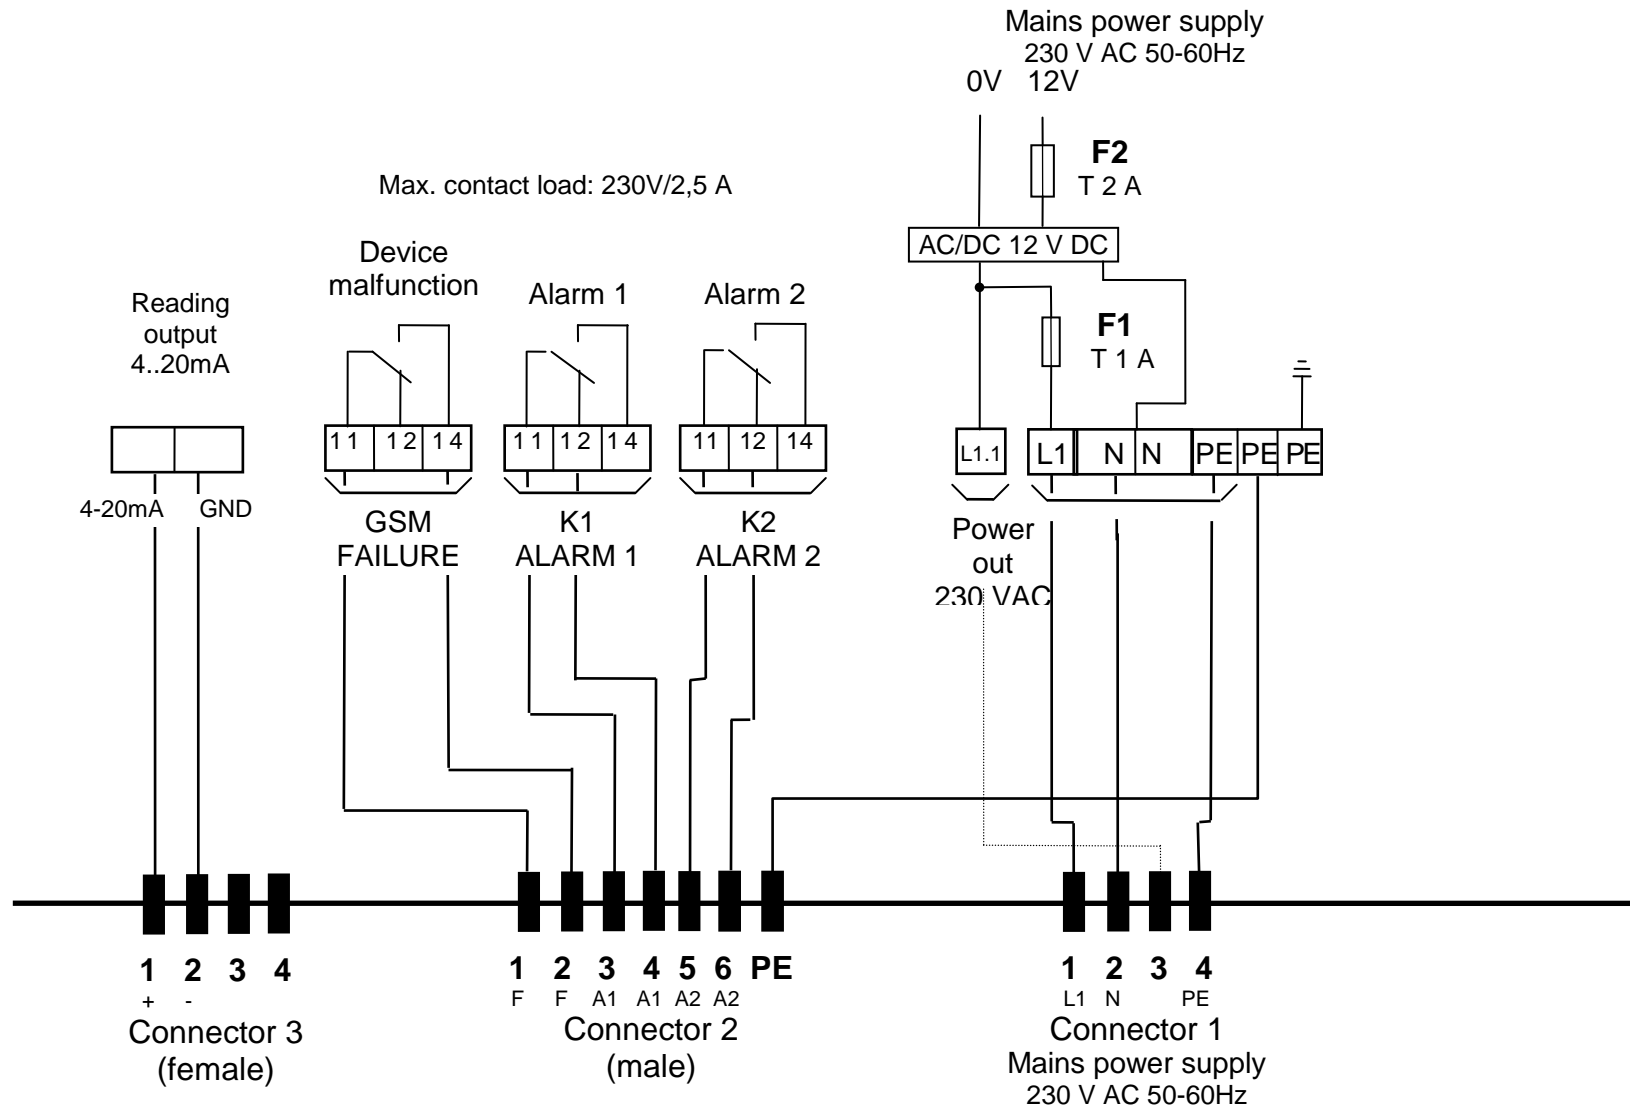 Mains power supply
230 V AC 50-60Hz
0V 12V
F2
T 2 A
Max. contact load: 230V/2,5 A
AC/DC 12 V DC
Device
malfunction
Alarm 1
Alarm 2
Reading
output
4..20mA
F1
T 1 A
11 12 14
11 12 14
11 12 14
L1.1
L1 N N PE PE PE
4-20mA GND
GSM
FAILURE
K1
ALARM 1
K2
ALARM 2
Power
out
230 VAC
1 2 3 4
+ -
Connector 3
(female)
1 2 3 4 5 6 PE
F F A1 A1 A2 A2
Connector 2
(male)
1 2 3 4
L1 N PE
Connector 1
Mains power supply
230 V AC 50-60Hz